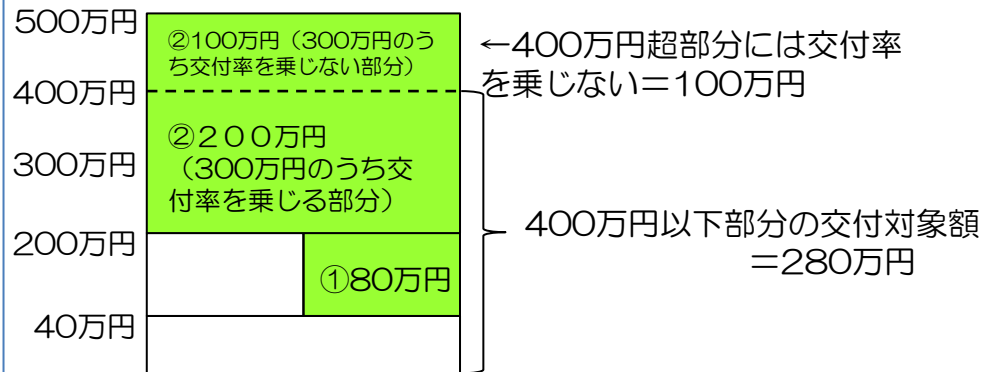 500万円
②100万円（300万円のう
ち交付率を乗じない部分）
←400万円超部分には交付率
を乗じない＝100万円
400万円
②２００万円
（300万円のうち交
付率を乗じる部分）
300万円
400万円以下部分の交付対象額
＝280万円
200万円
①80万円
40万円